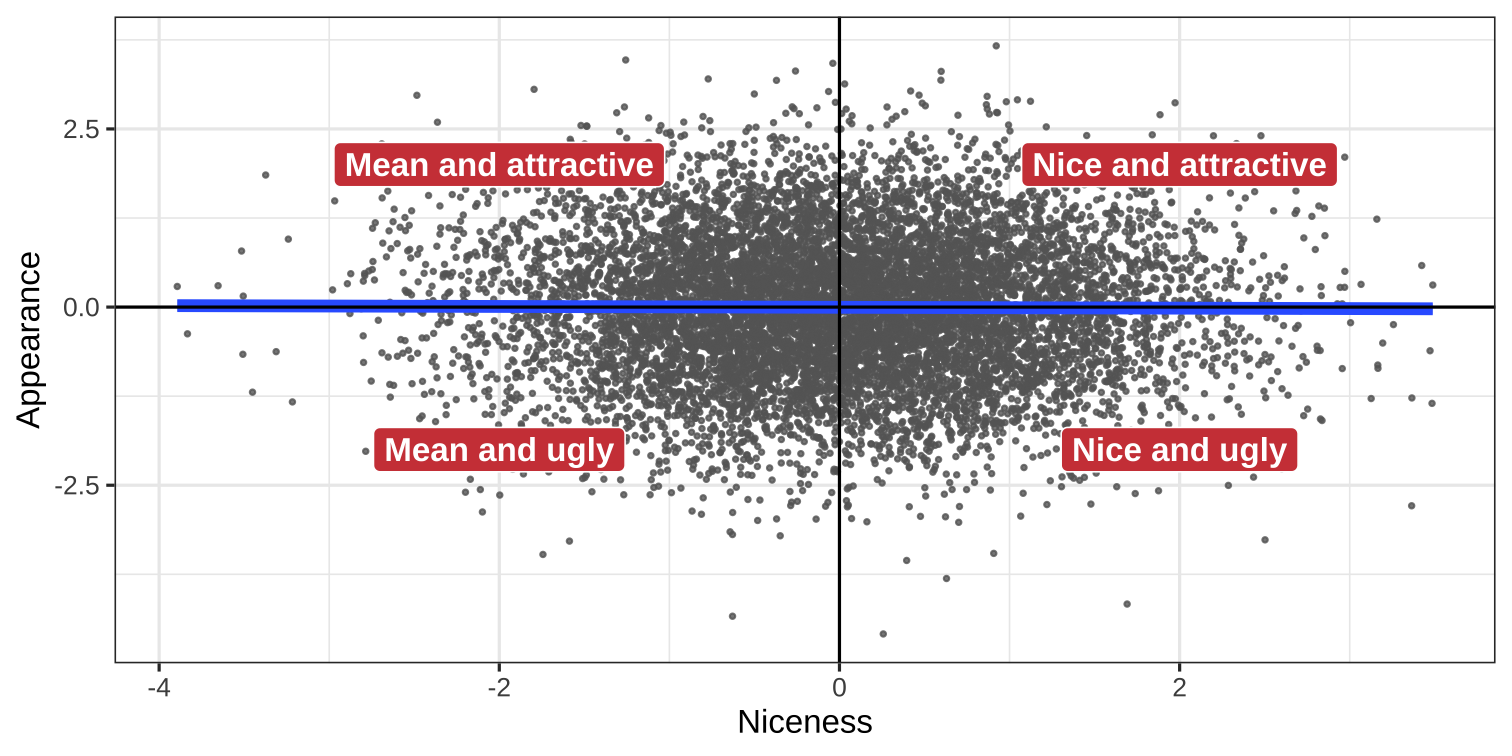 2.5
0.0
-2.5
Appearance
Mean and attractive
Nice and attractive
Mean and ugly
Nice and ugly
-4
-2
0
2
Niceness